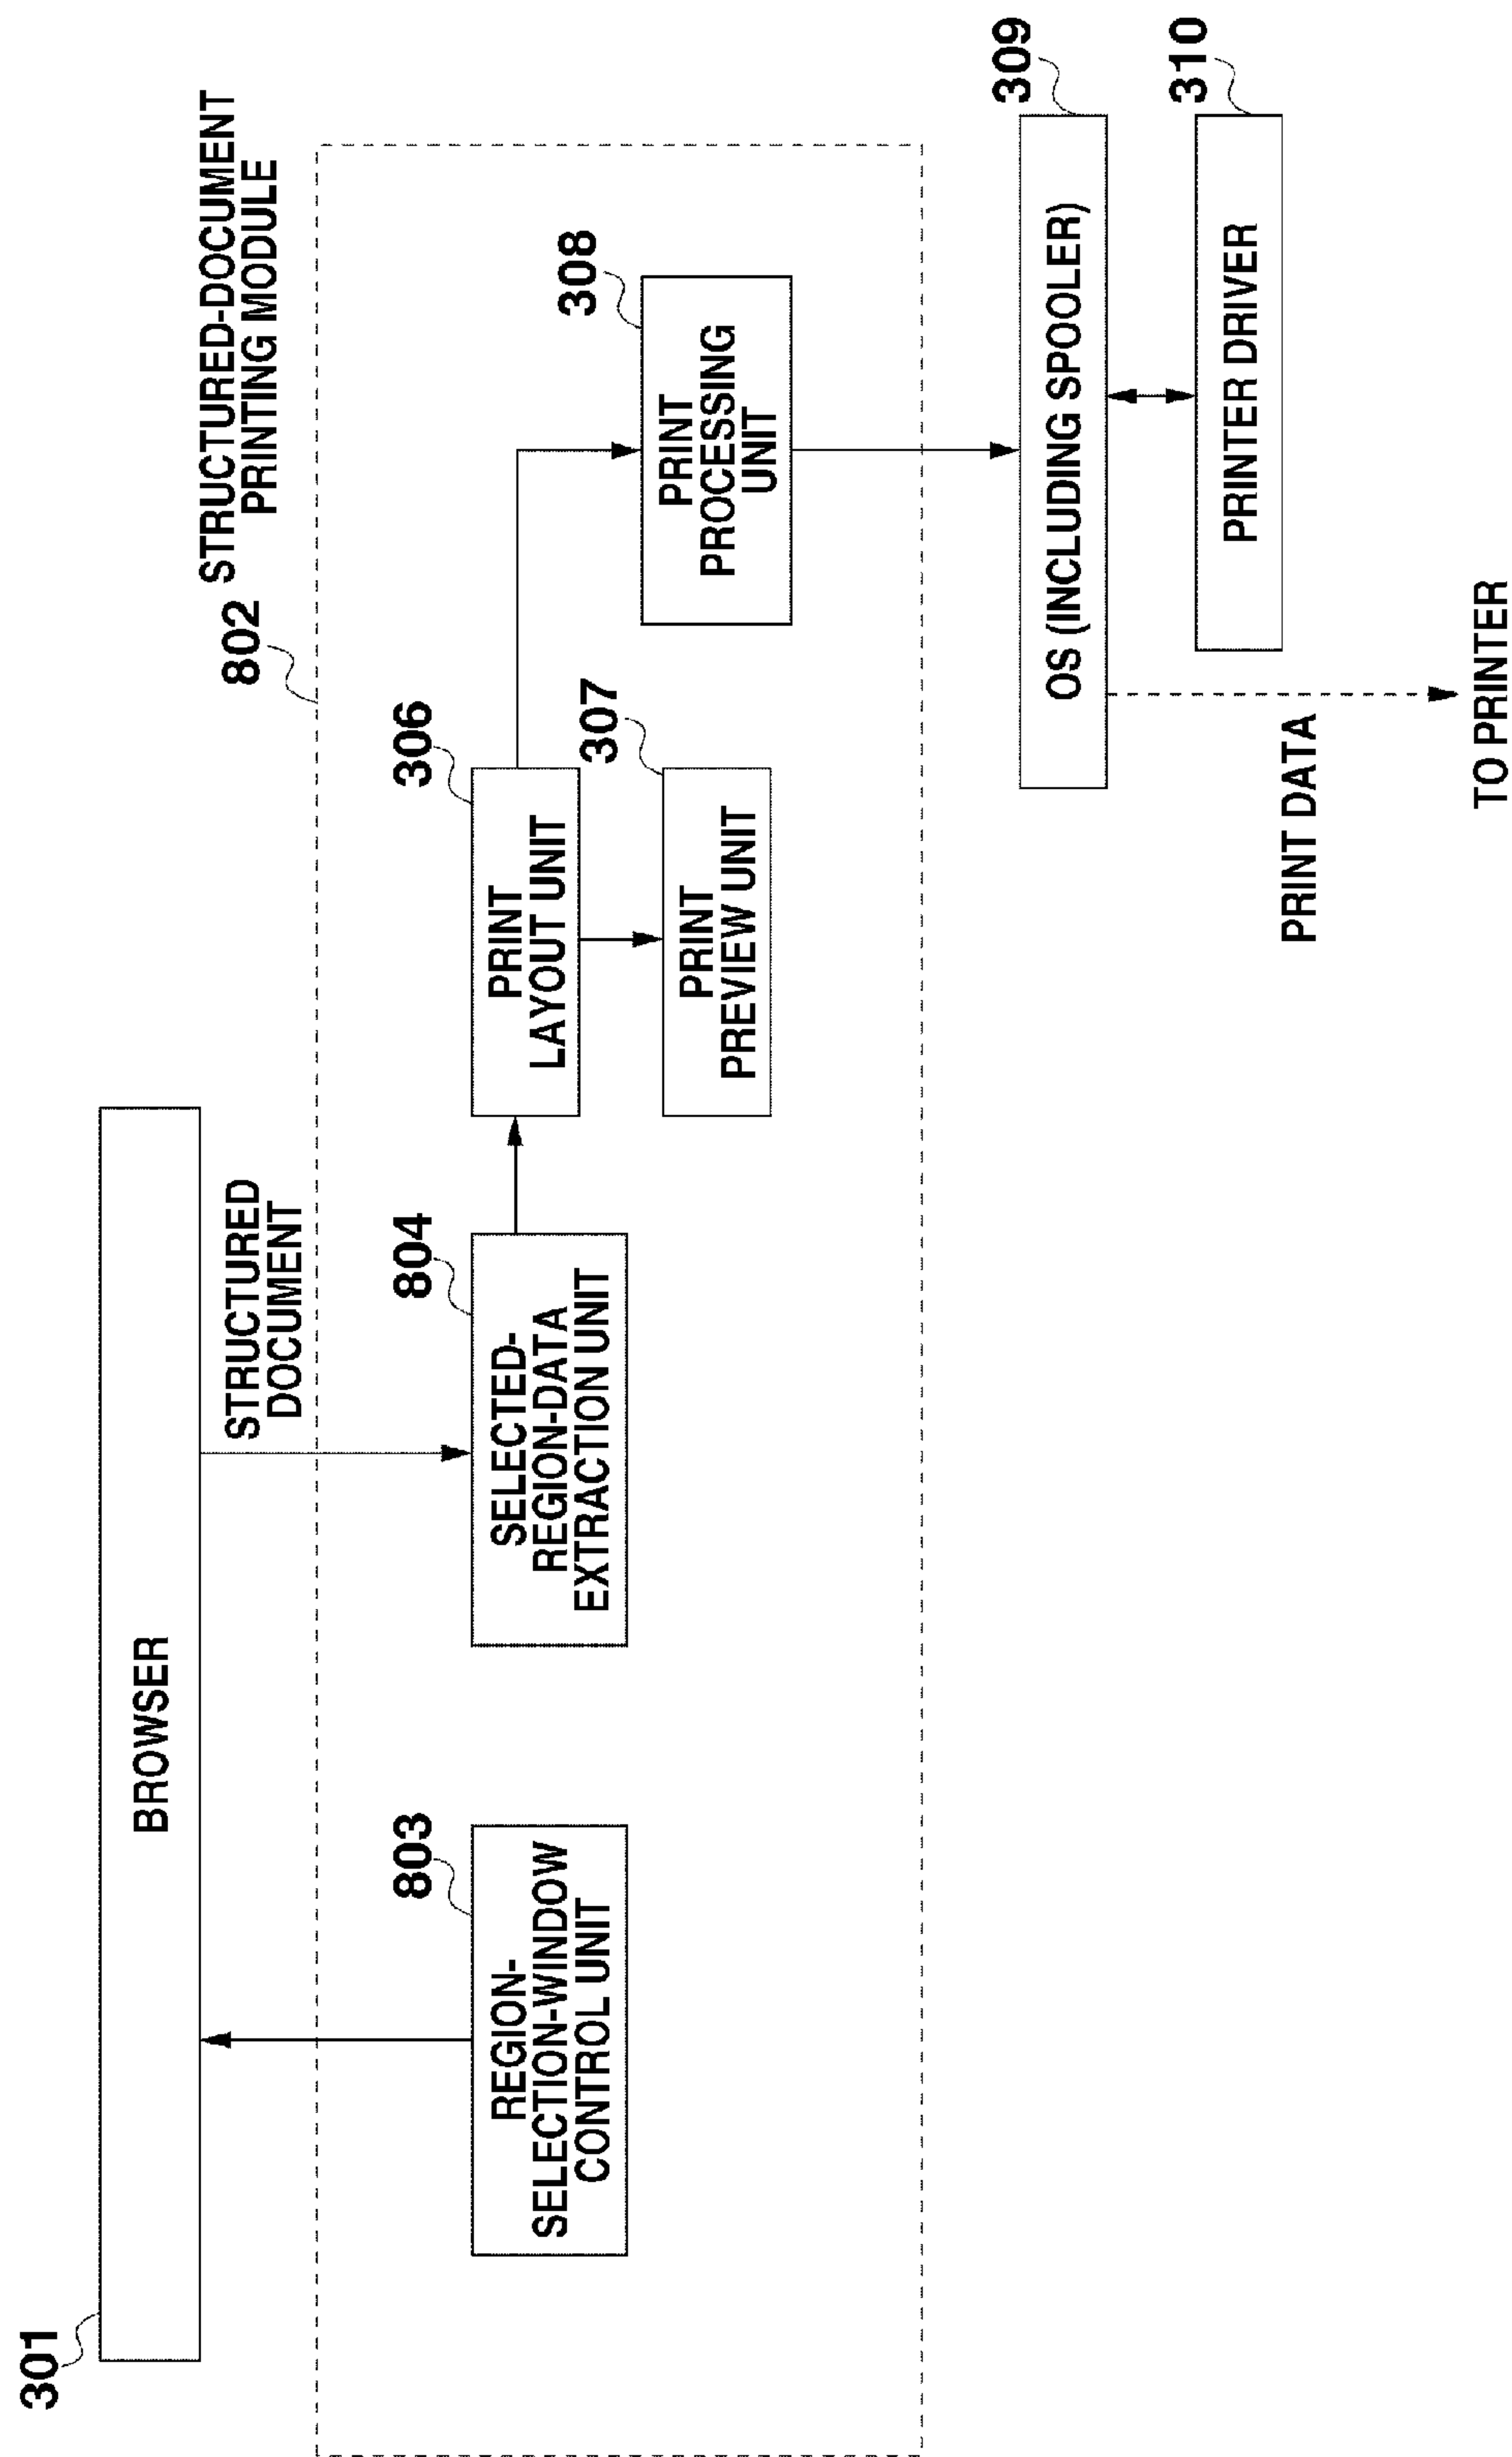 301
BROWSER
STRUCTURED
DOCUMENT
802
STRUCTURED-DOCUMENT
PRINTING MODULE
803
REGION-
SELECTION-WINDOW
CONTROL UNIT
804
SELECTED-
REGION-DATA
EXTRACTION UNIT
306
PRINT
LAYOUT UNIT
307
PRINT
PREVIEW UNIT
308
PRINT
PROCESSING
UNIT
309
OS (INCLUDING SPOOLER)
310
PRINTER DRIVER
PRINT DATA
TO PRINTER